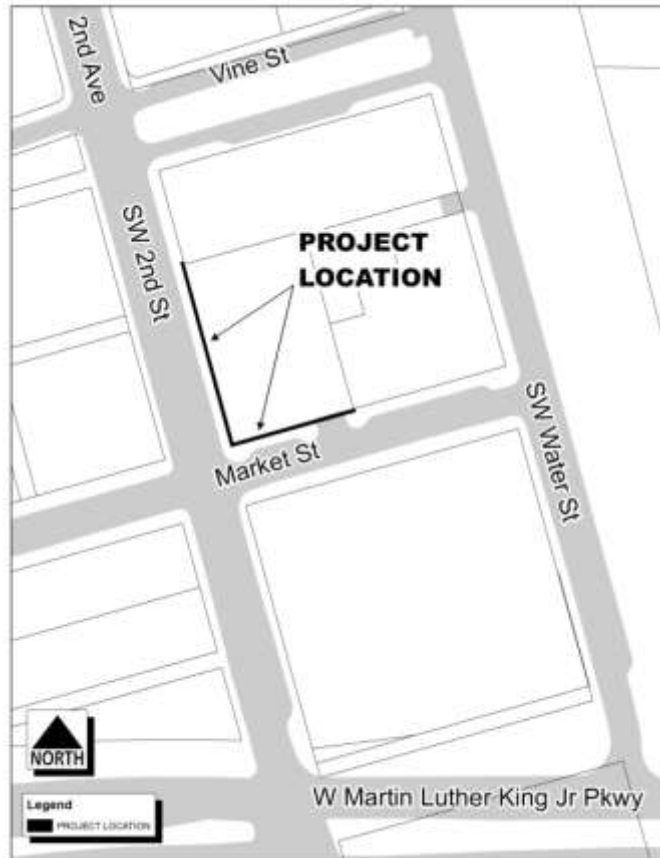 2nd Ave
Vine St
SW 2nd St
PROJECT
LOCATION
Market St
SW Water St
NORTH
W Martin Luther King Jr Pkwy
Legend
PROJECT LOCATION